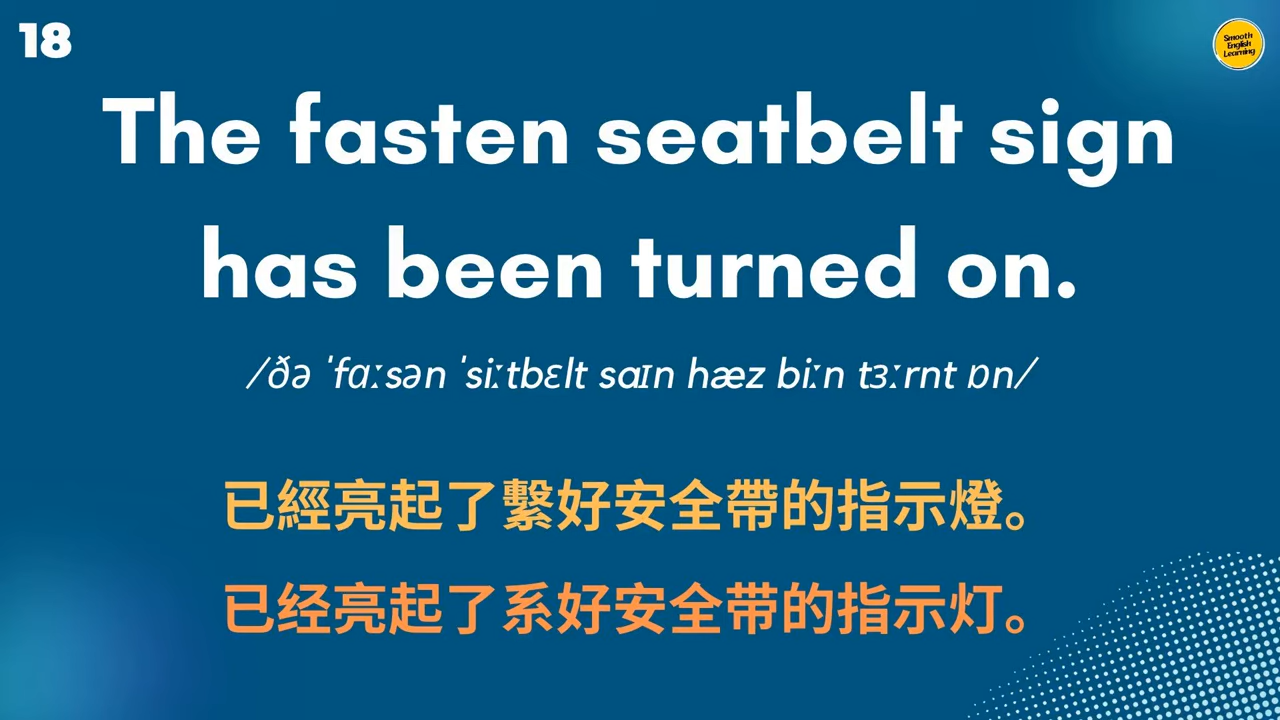 18
Smooth
English
Learning
The fasten seatbelt sign
has been turned on.
/ðə ˈfɑːsən ˈsiːtbɛlt saɪn hæz biːn tɜːrnt ɒn/
已經亮起了繫好安全帶的指示燈。
已经亮起了系好安全带的指示灯。